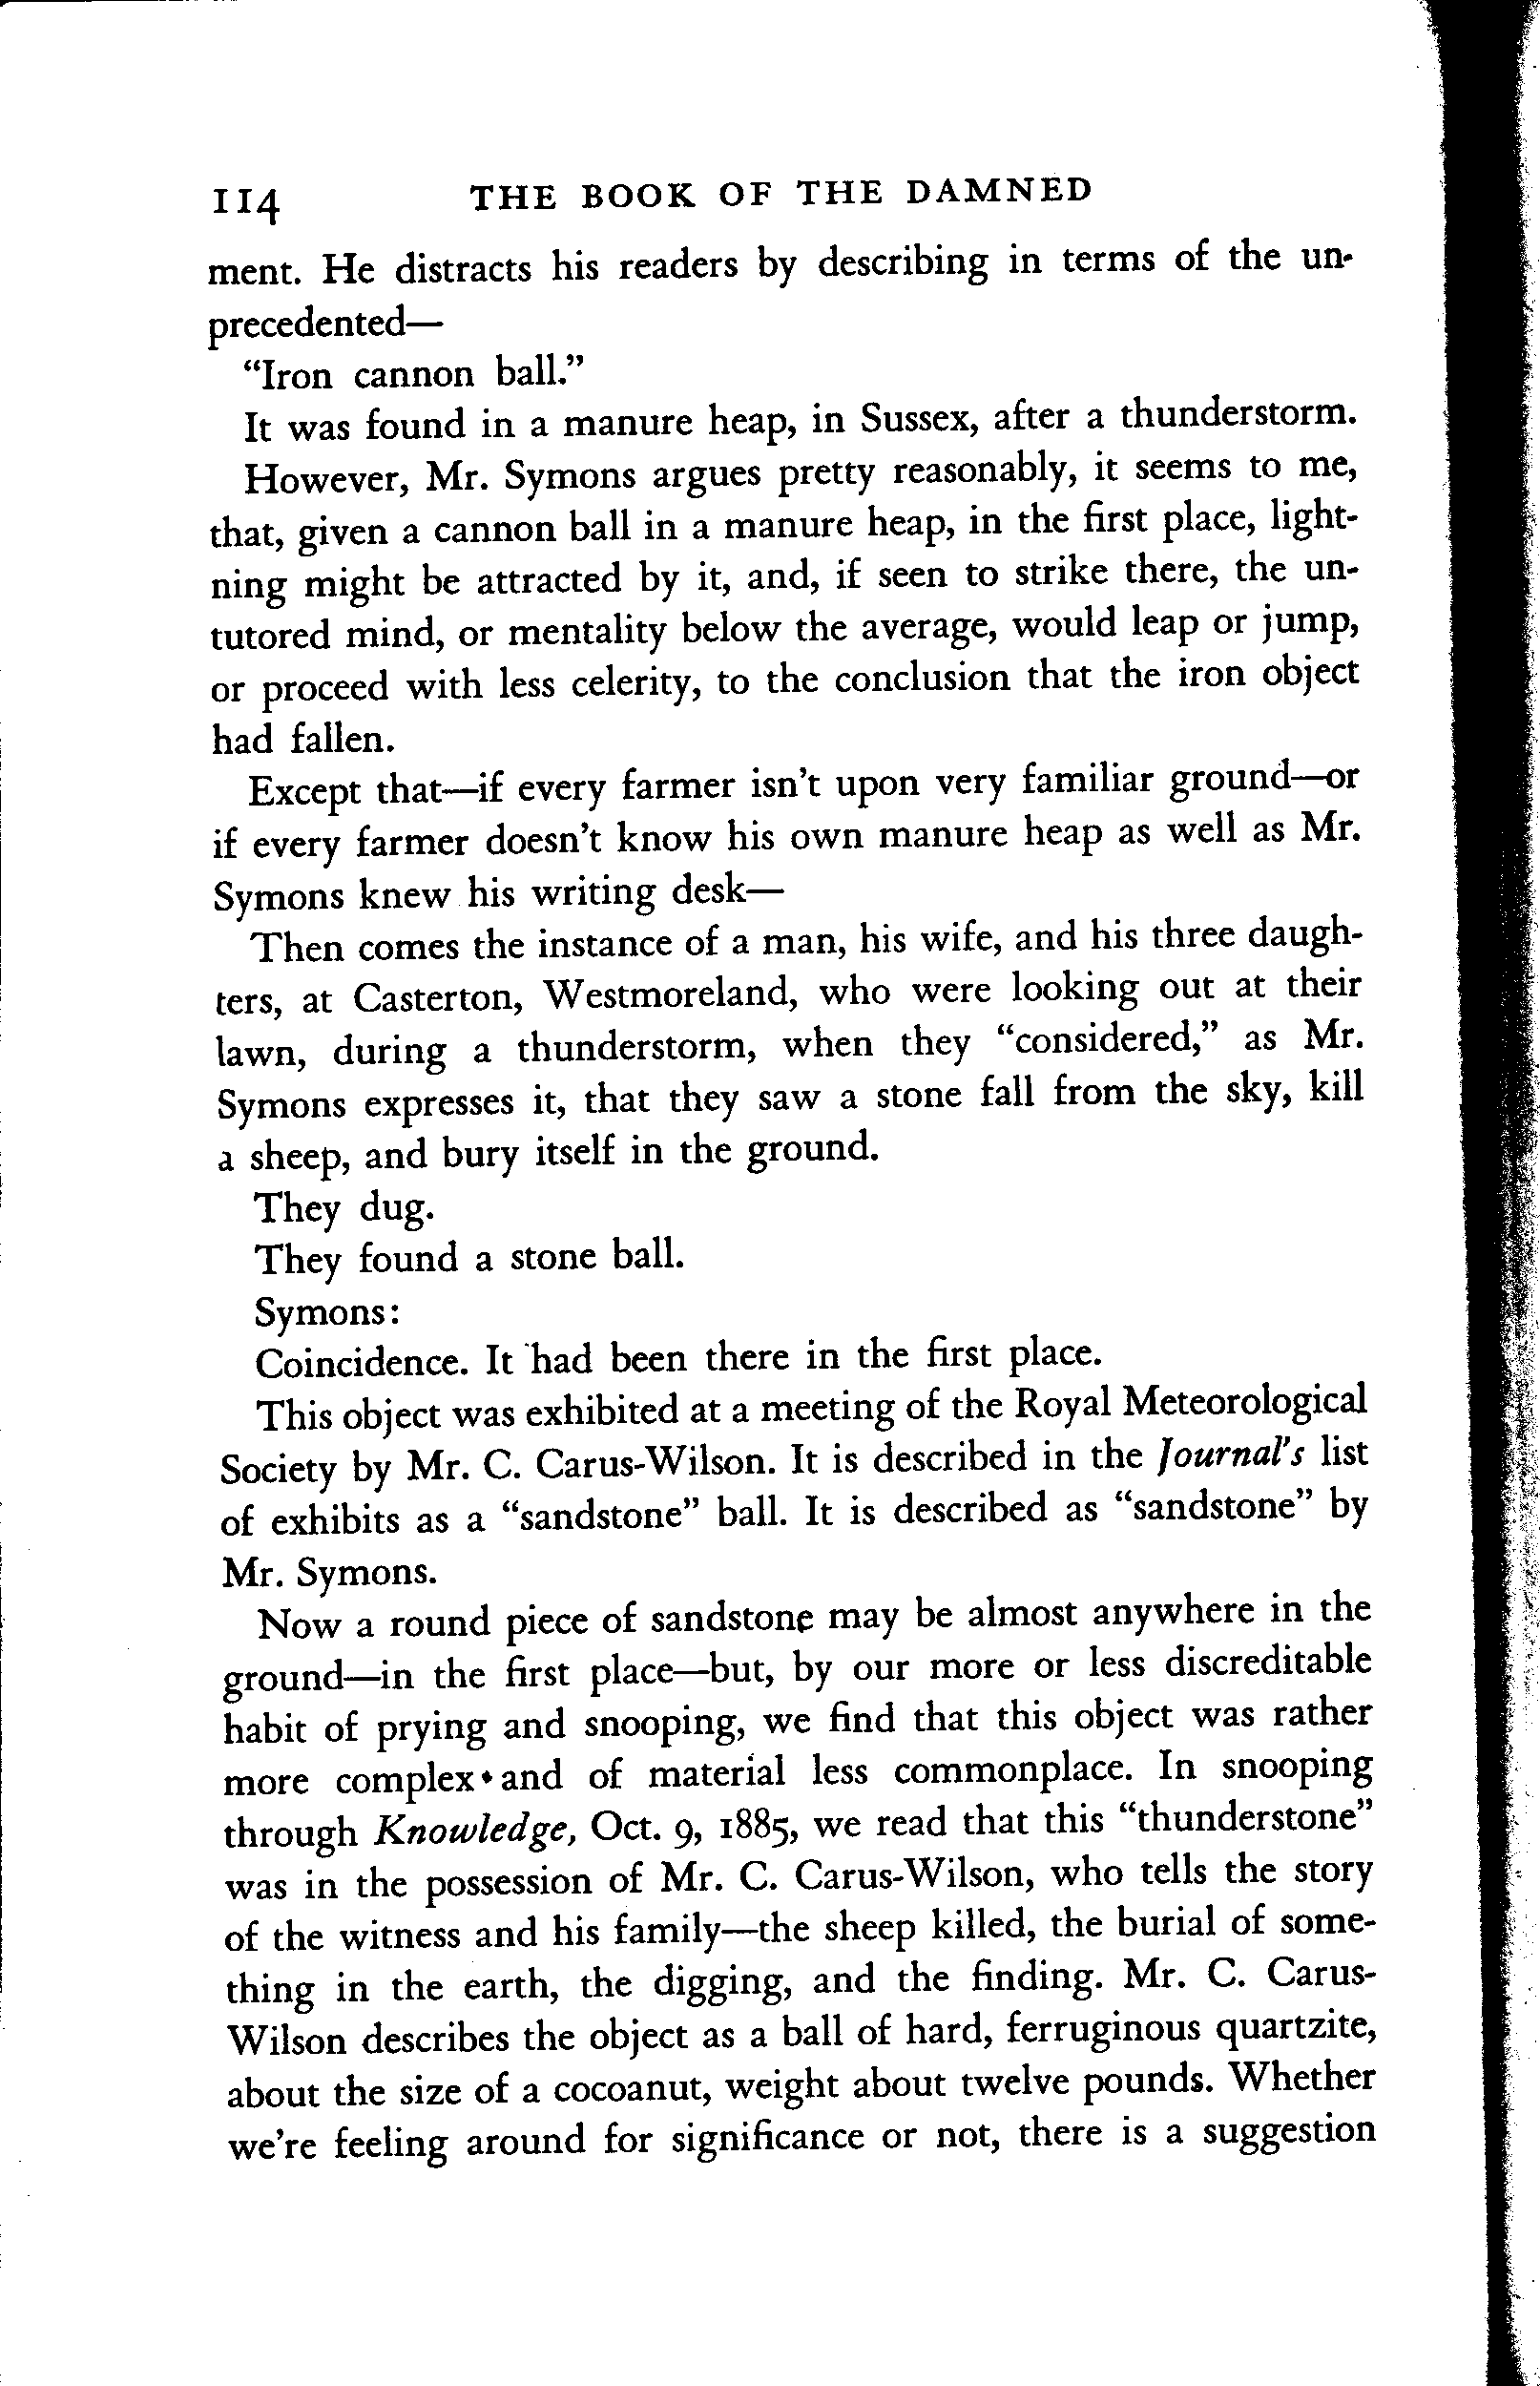 114 THE BOOK OF THE DAMNED
ment. He distracts his readers by describing in terms of the un-
precedented—
“Iron cannon ball.”
It was found in a manure heap, in Sussex, after a thunderstorm.
However, Mr. Symons argues pretty reasonably, it seems to me,
that, given a cannon ball in a manure heap, in the first place, light-
ning might be attracted by it, and, if seen to strike there, the un-
tutored mind, or mentality below the average, would leap or jump,
or proceed with less celerity, to the conclusion that the iron object
had fallen.
Except that—if every farmer isn’t upon very familiar ground—or
if every farmer doesn’t know his own manure heap as well as Mr.
Symons knew his writing desk—
Then comes the instance of a man, his wife, and his three daugh-
ters, at Casterton, Westmoreland, who were looking out at their
lawn, during a thunderstorm, when they “considered,” as Mr.
Symons expresses it, that they saw a stone fall from the sky, kill
a sheep, and bury itself in the ground.
They dug.
They found a stone ball.
Symons:
Coincidence. It had been there in the first place.
This object was exhibited at a meeting of the Royal Meteorological
Society by Mr. C. Carus-Wilson. It is described in the Journal’s list
of exhibits as a “sandstone” ball. It is described as “sandstone” by
Mr. Symons.
Now a round piece of sandstone may be almost anywhere in the
ground—in the first place—but, by our more or less discreditable
habit of prying and snooping, we find that this object was rather
more complex and of material less commonplace. In snooping
through Knowledge, Oct. 9, 1885, we read that this “thunderstone”
was in the possession of Mr. C. Carus-Wilson, who tells the story
of the witness and his family—the sheep killed, the burial of some-
thing in the earth, the digging, and the finding. Mr. C. Carus-
Wilson describes the object as a ball of hard, ferruginous quartzite,
about the size of a cocoanut, weight about twelve pounds. Whether
we’re feeling around for significance or not, there is a suggestion